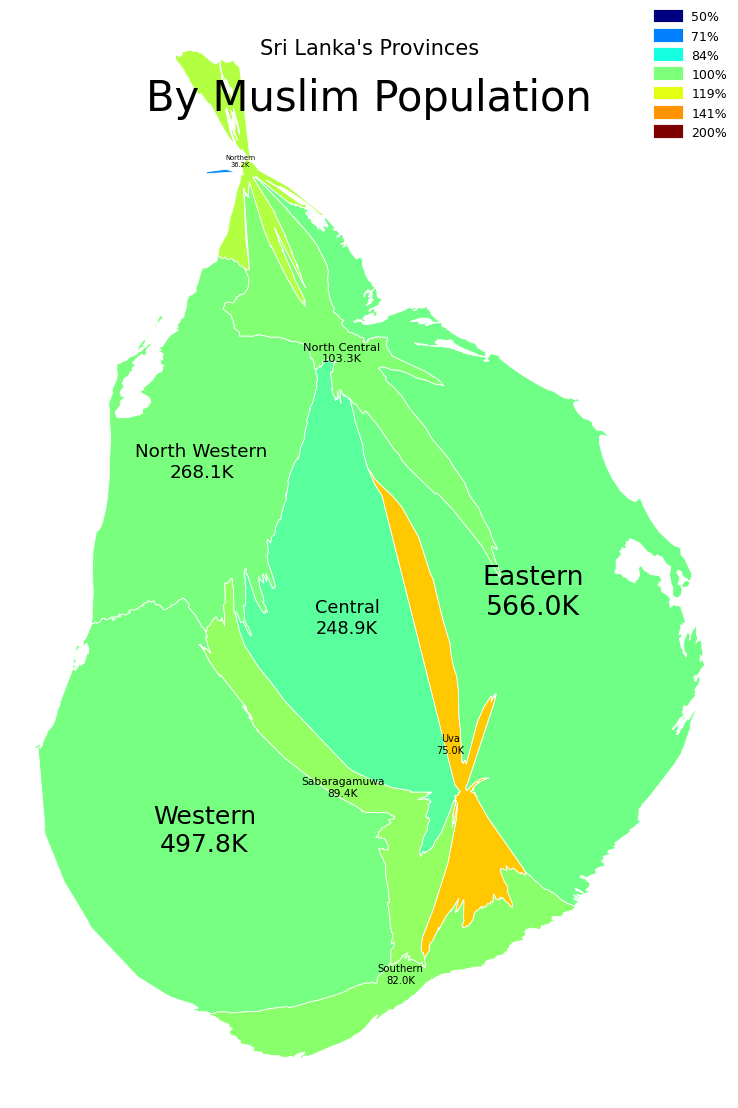 Sri Lanka's Provinces
By Muslim Population
50%
71%
84%
100%
119%
141%
200%
Northern
36.2K
North Central
103.3K
North Western
268.1K
Eastern
566.0K
Central
248.9K
Uva
75.0K
Sabaragamuwa
89.4K
Western
497.8K
Southern
82.0K